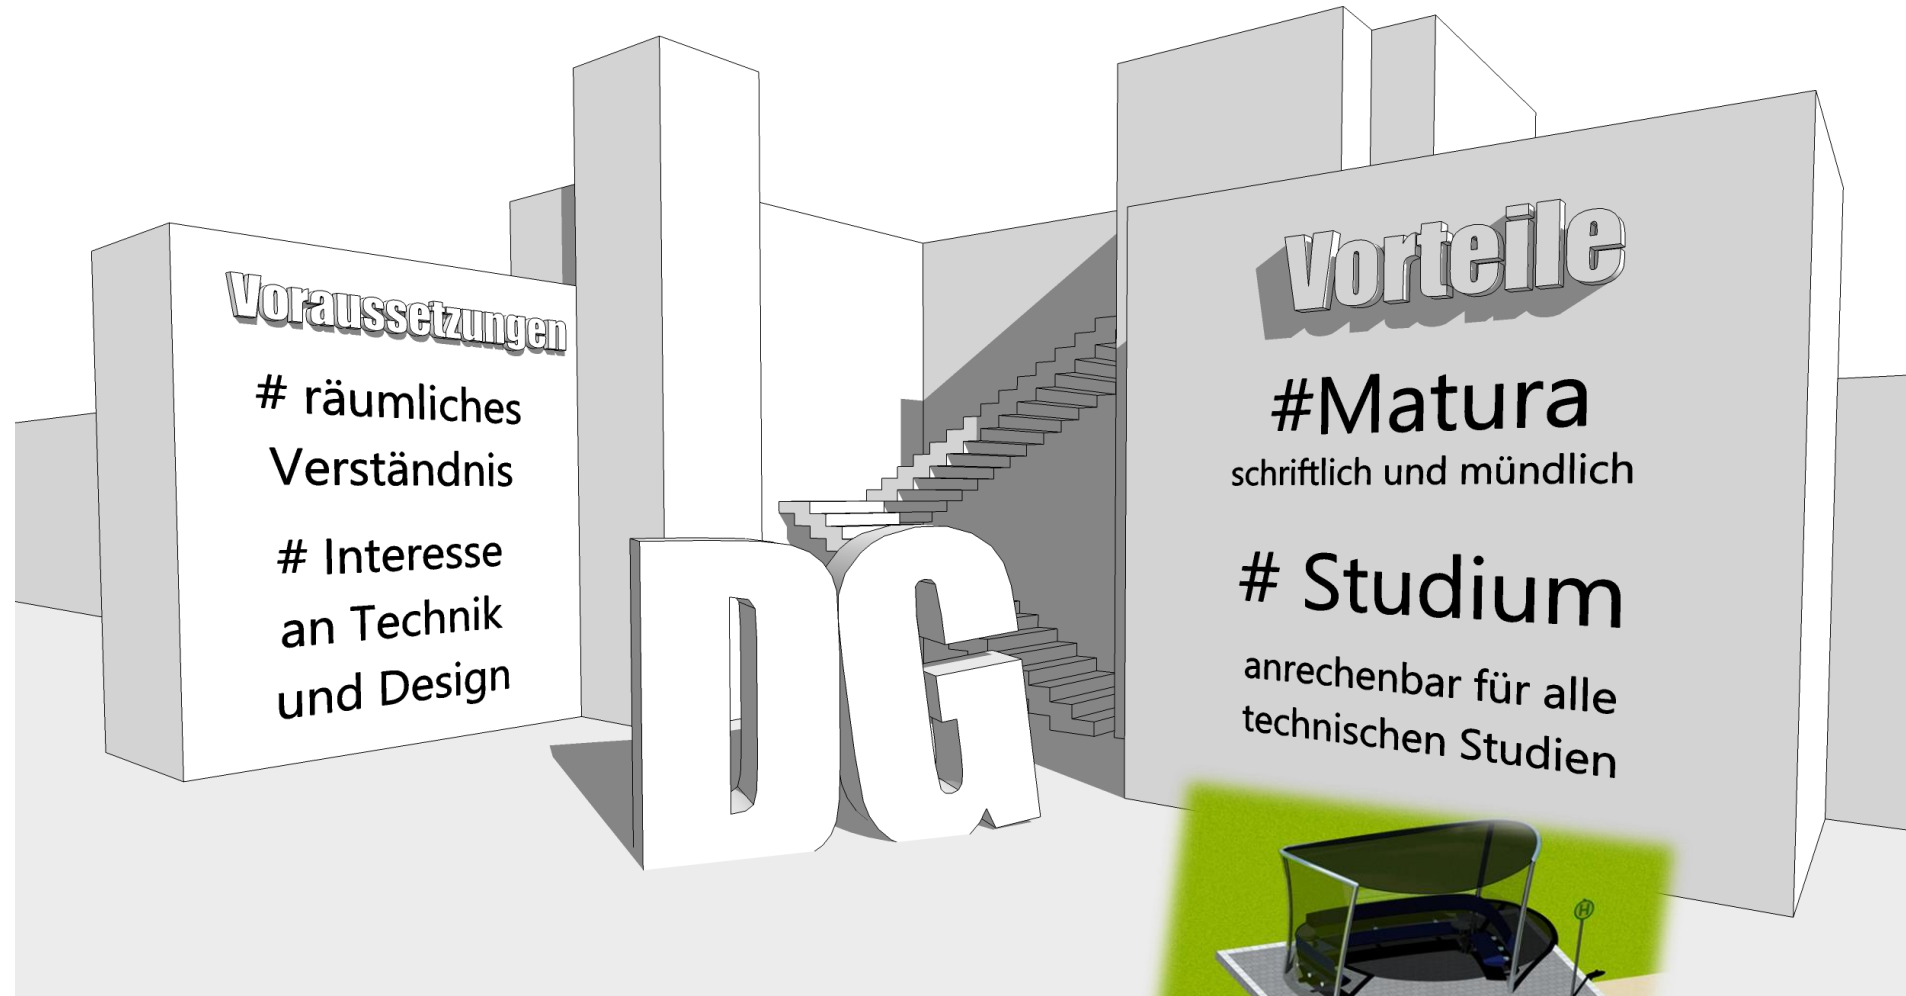 Voraussetzungen
# räumliches
Verständnis
# Interesse
an Technik
und Design
DG
Vorteile
#Matura
schriftlich und mündlich
# Studium
anrechenbar für alle
technischen Studien
H